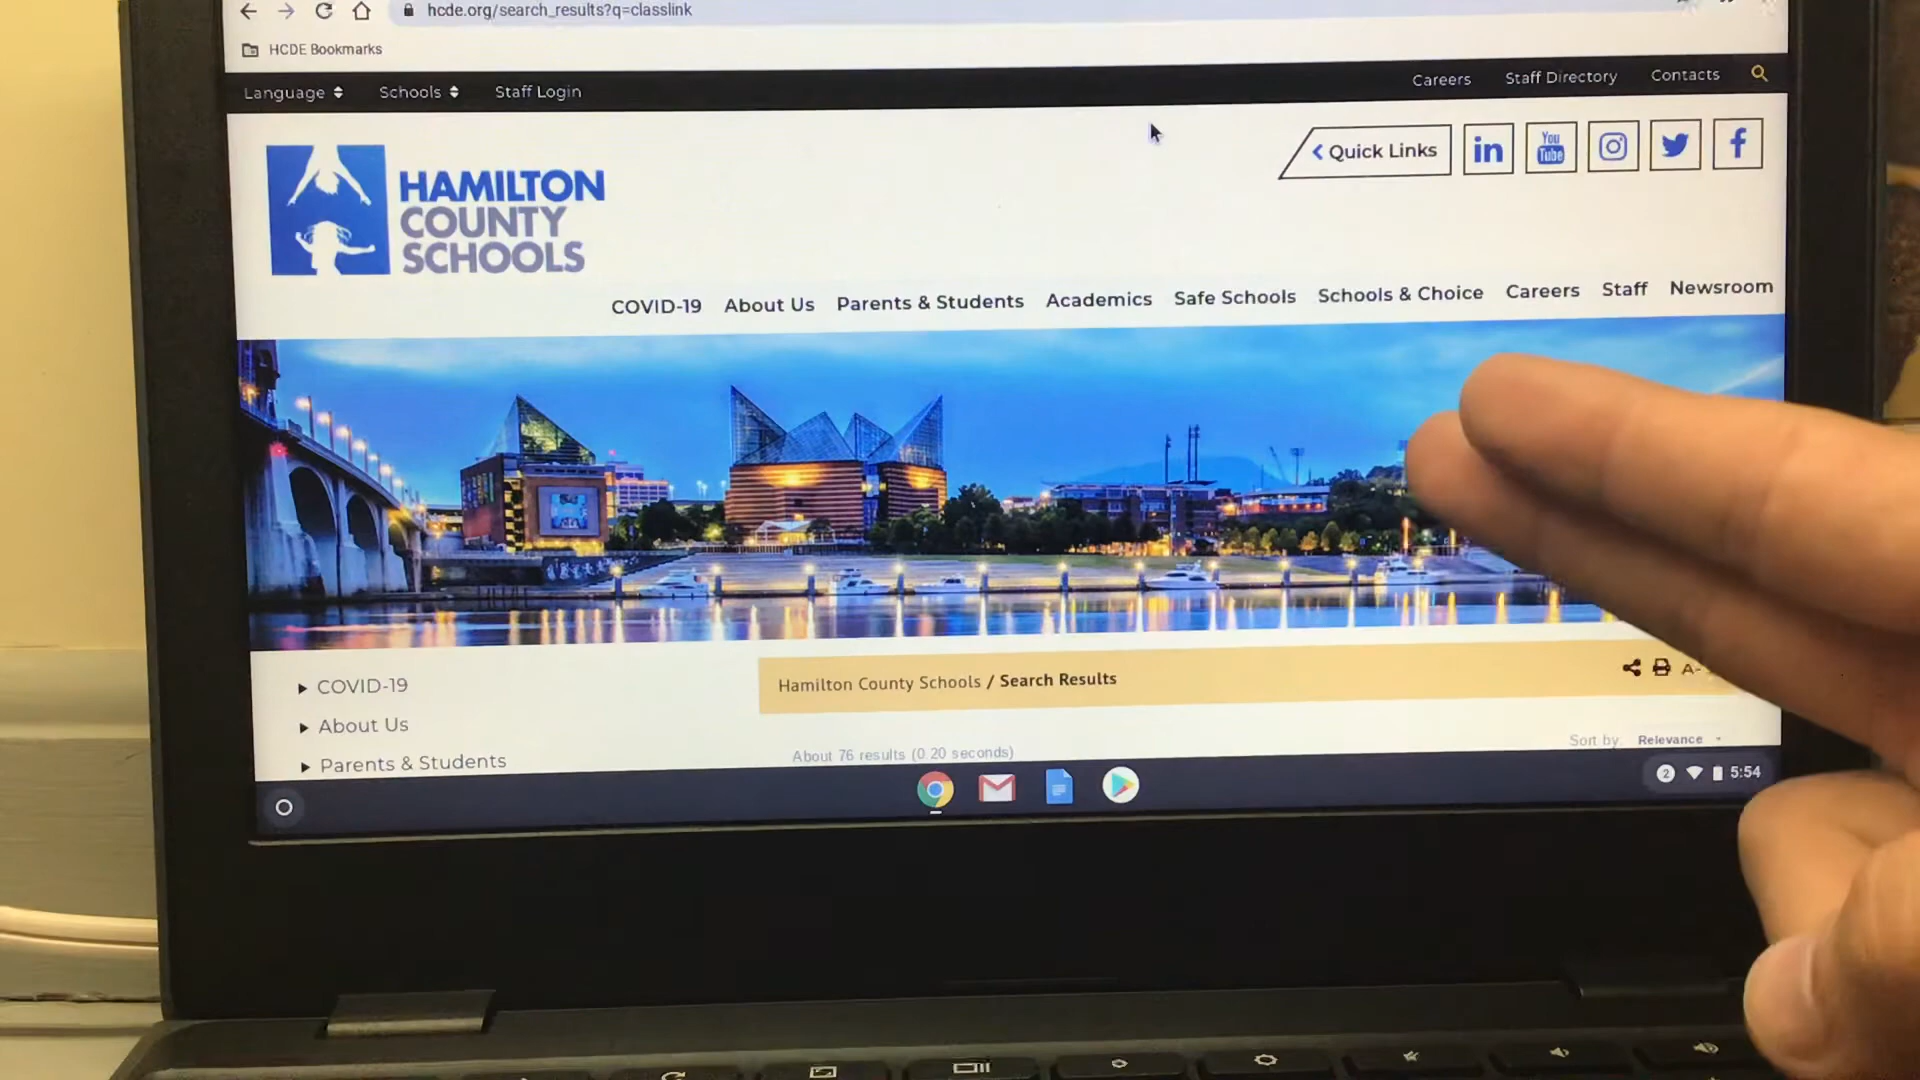 hcde.org/search_results?q=classlink
HCDE Bookmarks
Language Schools Staff Login Careers Staff Directory Contacts
HAMILTON
COUNTY
SCHOOLS
Quick Links in You Tube f
COVID-19 About Us Parents & Students Academics Safe Schools Schools & Choice Careers Staff Newsroom
COVID-19
About Us
Parents & Students
Hamilton County Schools / Search Results A-
About 76 results (0.20 seconds)
Sort by: Relevance
2 5:54